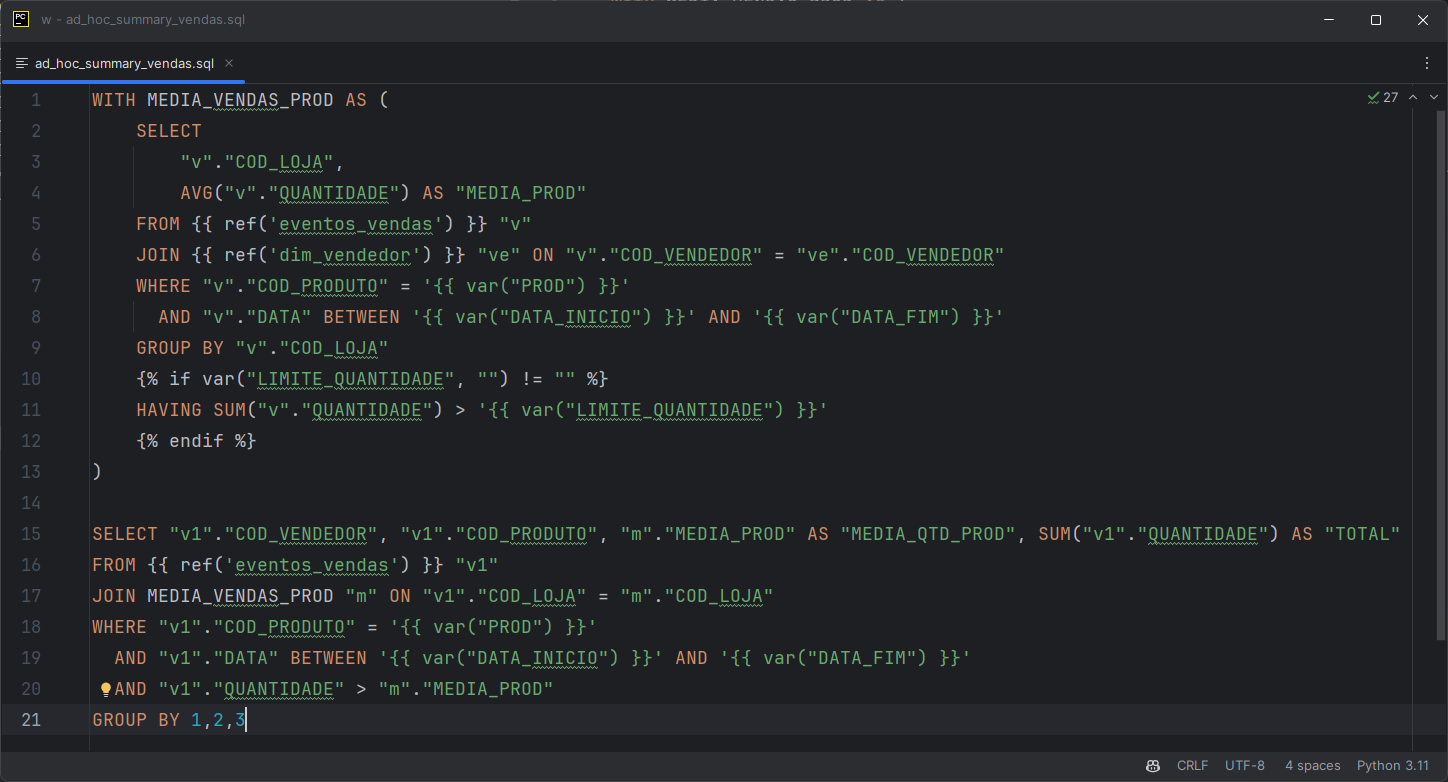 PC w - ad_hoc_summary_vendas.sql
ad_hoc_summary_vendas.sql
27
1 WITH MEDIA_VENDAS_PROD AS (
2     SELECT
3         "v"."COD_LOJA",
4         AVG("v"."QUANTIDADE") AS "MEDIA_PROD"
5     FROM {{ ref('eventos_vendas') }} "v"
6     JOIN {{ ref('dim_vendedor') }} "ve" ON "v"."COD_VENDEDOR" = "ve"."COD_VENDEDOR"
7     WHERE "v"."COD_PRODUTO" = '{{ var("PROD") }}'
8       AND "v"."DATA" BETWEEN '{{ var("DATA_INICIO") }}' AND '{{ var("DATA_FIM") }}'
9     GROUP BY "v"."COD_LOJA"
10     {% if var("LIMITE_QUANTIDADE", "") != "" %}
11     HAVING SUM("v"."QUANTIDADE") > '{{ var("LIMITE_QUANTIDADE") }}'
12     {% endif %}
13 )
14
15 SELECT "v1"."COD_VENDEDOR", "v1"."COD_PRODUTO", "m"."MEDIA_PROD" AS "MEDIA_QTD_PROD", SUM("v1"."QUANTIDADE") AS "TOTAL"
16 FROM {{ ref('eventos_vendas') }} "v1"
17 JOIN MEDIA_VENDAS_PROD "m" ON "v1"."COD_LOJA" = "m"."COD_LOJA"
18 WHERE "v1"."COD_PRODUTO" = '{{ var("PROD") }}'
19   AND "v1"."DATA" BETWEEN '{{ var("DATA_INICIO") }}' AND '{{ var("DATA_FIM") }}'
20   AND "v1"."QUANTIDADE" > "m"."MEDIA_PROD"
21 GROUP BY 1,2,3
CRLF UTF-8 4 spaces Python 3.11